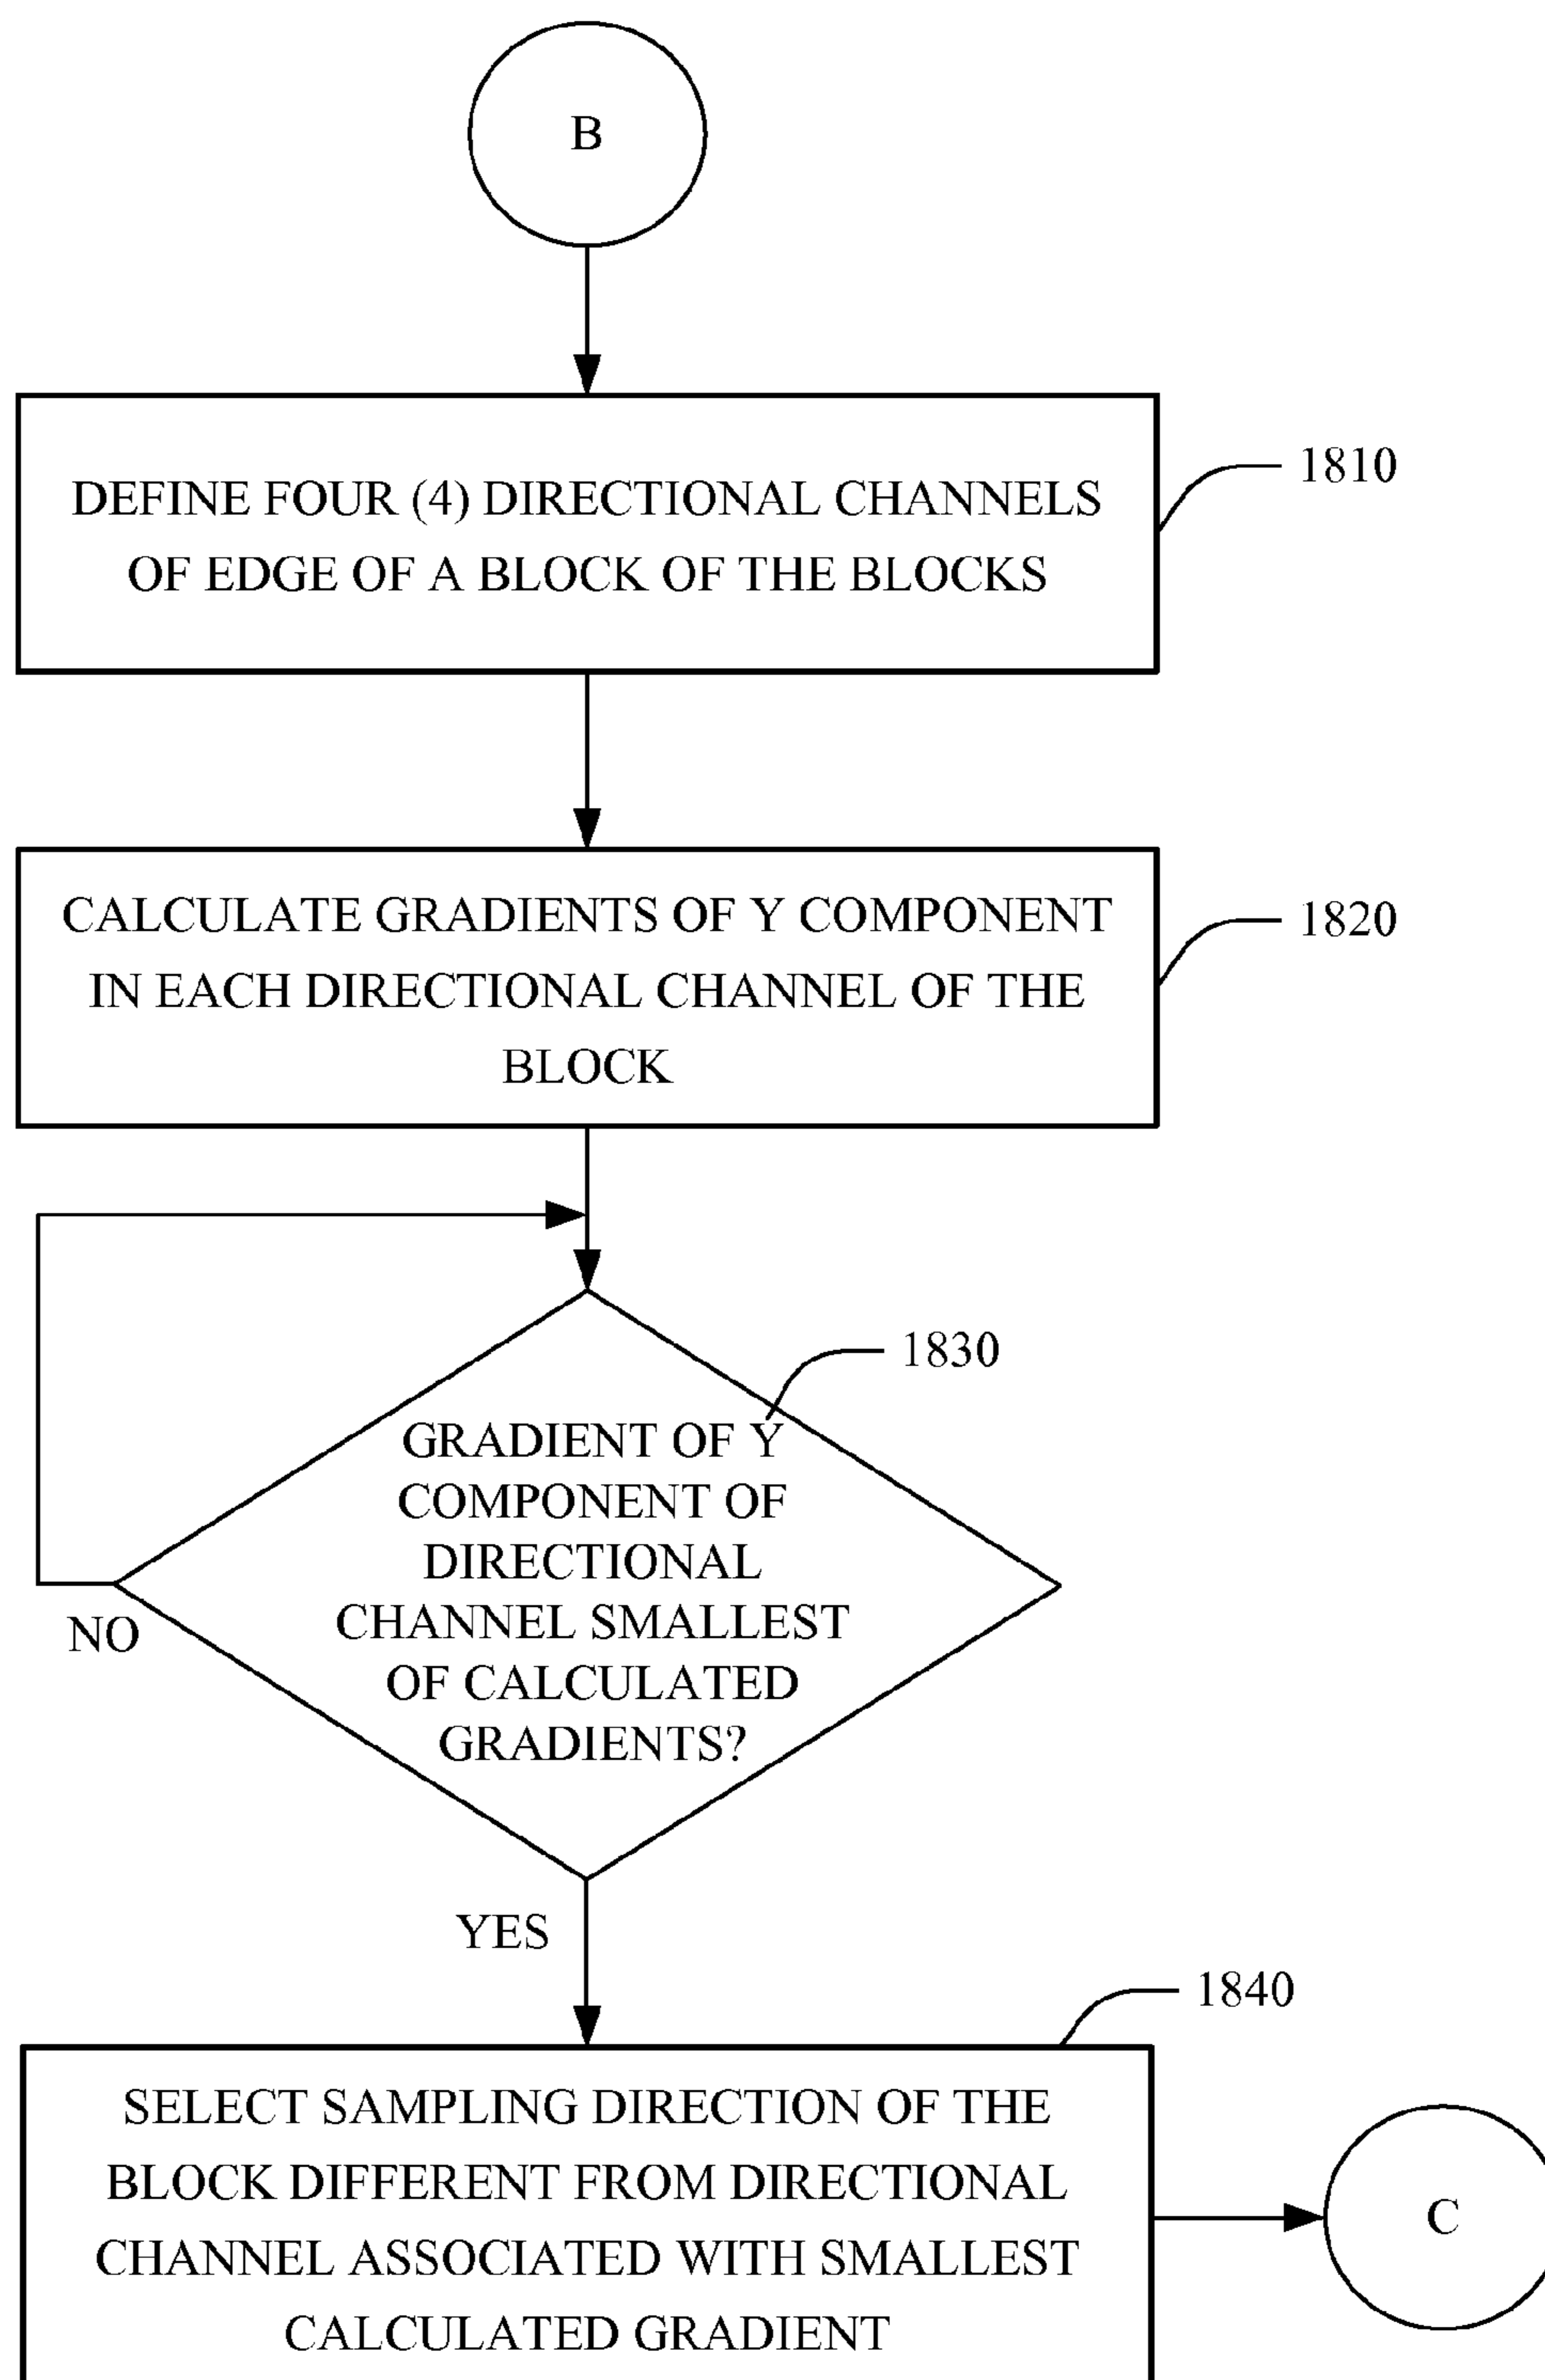 B
DEFINE FOUR (4) DIRECTIONAL CHANNELS
OF EDGE OF A BLOCK OF THE BLOCKS
1810
CALCULATE GRADIENTS OF Y COMPONENT
IN EACH DIRECTIONAL CHANNEL OF THE
BLOCK
1820
1830
GRADIENT OF Y
COMPONENT OF
DIRECTIONAL
CHANNEL SMALLEST
OF CALCULATED
GRADIENTS?
NO
YES
1840
SELECT SAMPLING DIRECTION OF THE
BLOCK DIFFERENT FROM DIRECTIONAL
CHANNEL ASSOCIATED WITH SMALLEST
CALCULATED GRADIENT
C